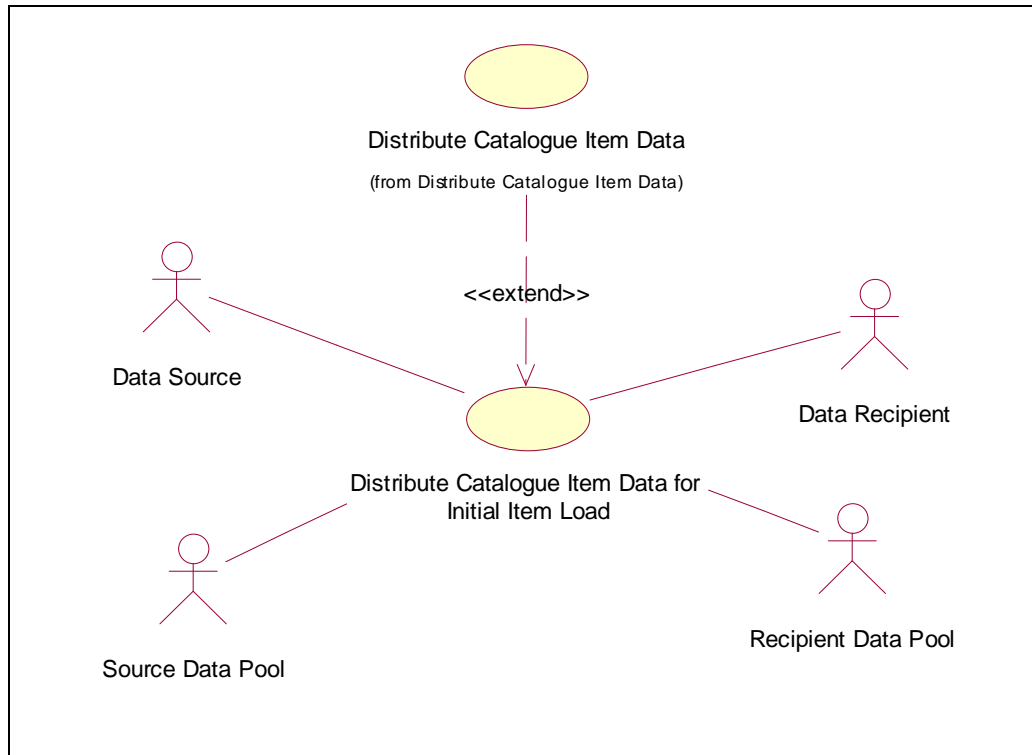 Distribute Catalogue Item Data
(from Distribute Catalogue Item Data)
<<extend>>
Data Source
Data Recipient
Distribute Catalogue Item Data for
Initial Item Load
Source Data Pool
Recipient Data Pool